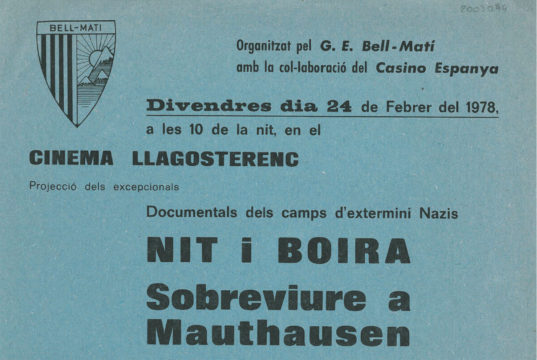 BELL-MATI
Organitzat pel G. E. Bell-Matí
amb la col-laboració del Casino Espanya
Divendres dia 24 de Febrer del 1978,
a les 10 de la nit, en el
CINEMA LLAGOSTERENC
Projecció dels excepcionals
Documentals dels camps d'extermini Nazis
NIT i BOIRA
Sobreviure a
Mauthausen